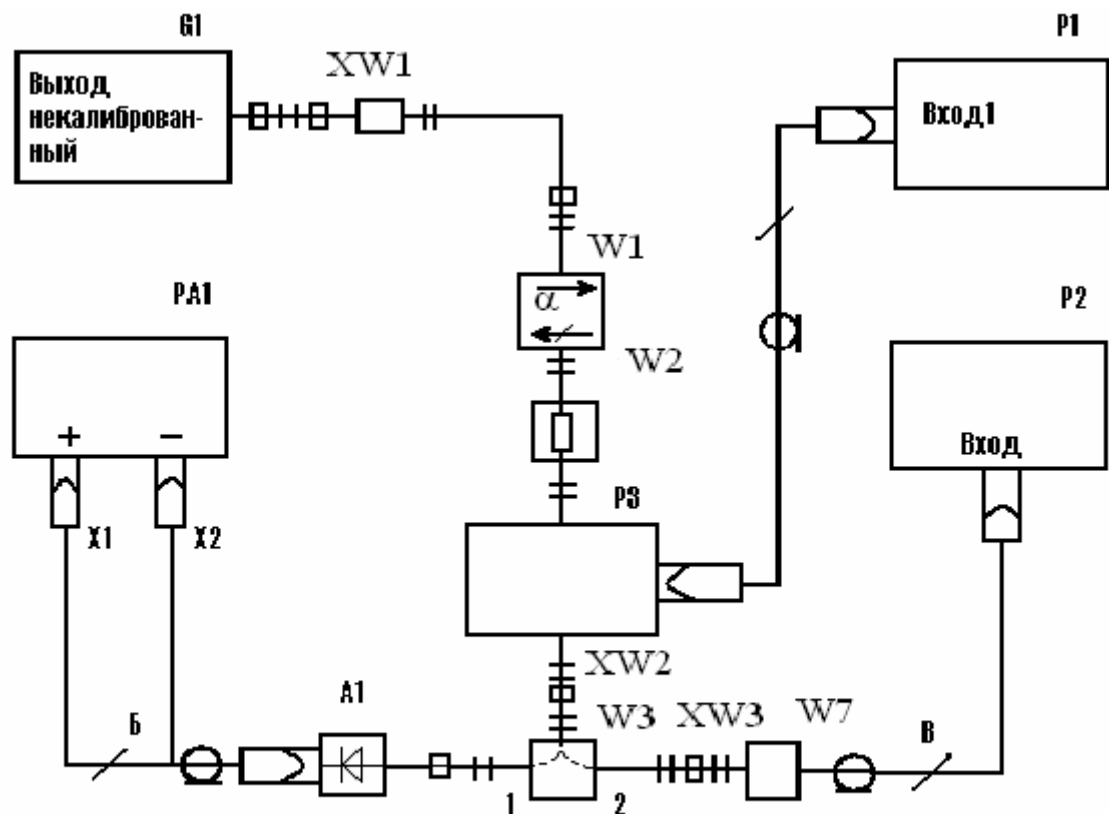 G1
P1
XW1
Выход
некалиброван-
ный
Вход1
W1
α
PA1
P2
W2
+
−
Вход
P3
X1
X2
XW2
A1
W3
XW3
W7
Б
В
1
2